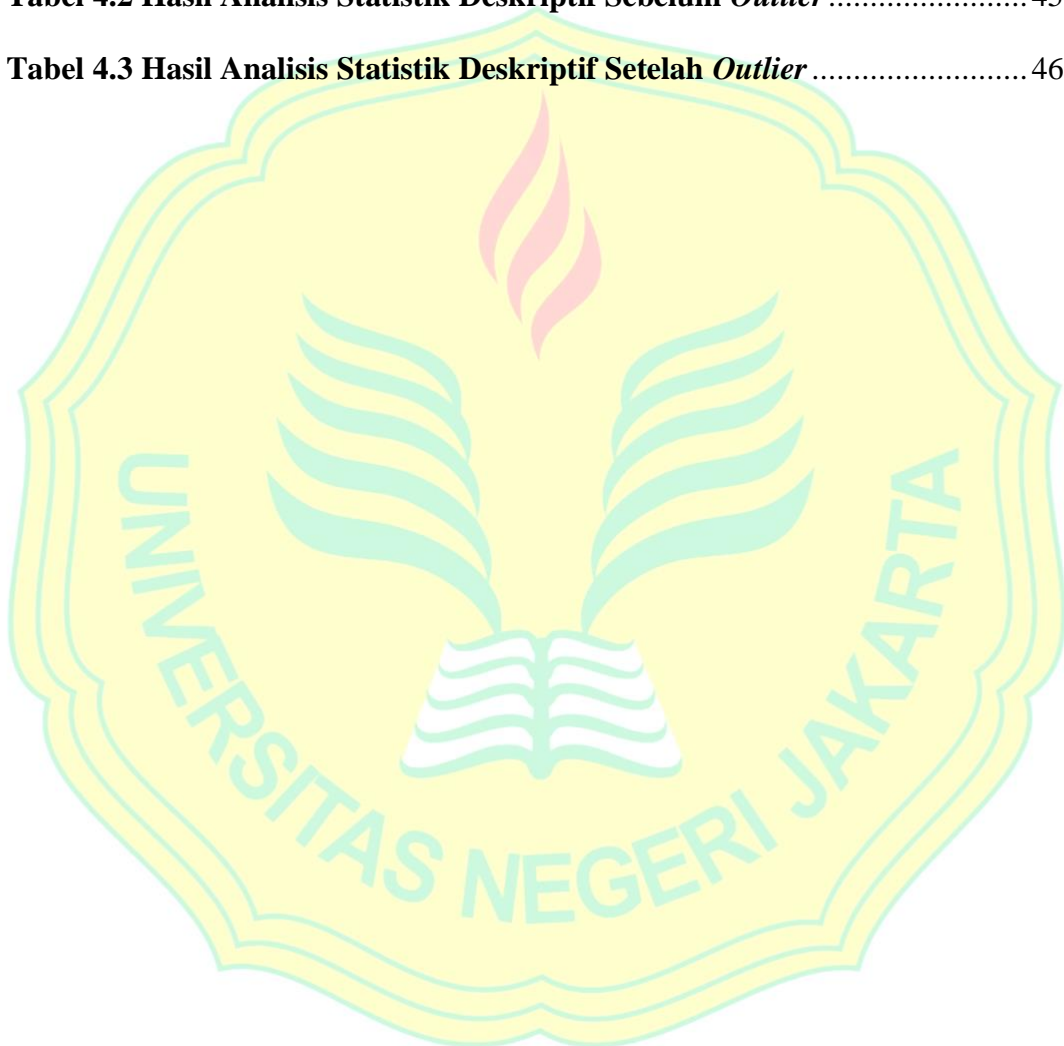 Tabel 4.2 Hasil Analisis Statistik Deskriptif Sebelum Outlier ........................ 45
Tabel 4.3 Hasil Analisis Statistik Deskriptif Setelah Outlier .......................... 46
UNIVERSITAS NEGERI JAKARTA